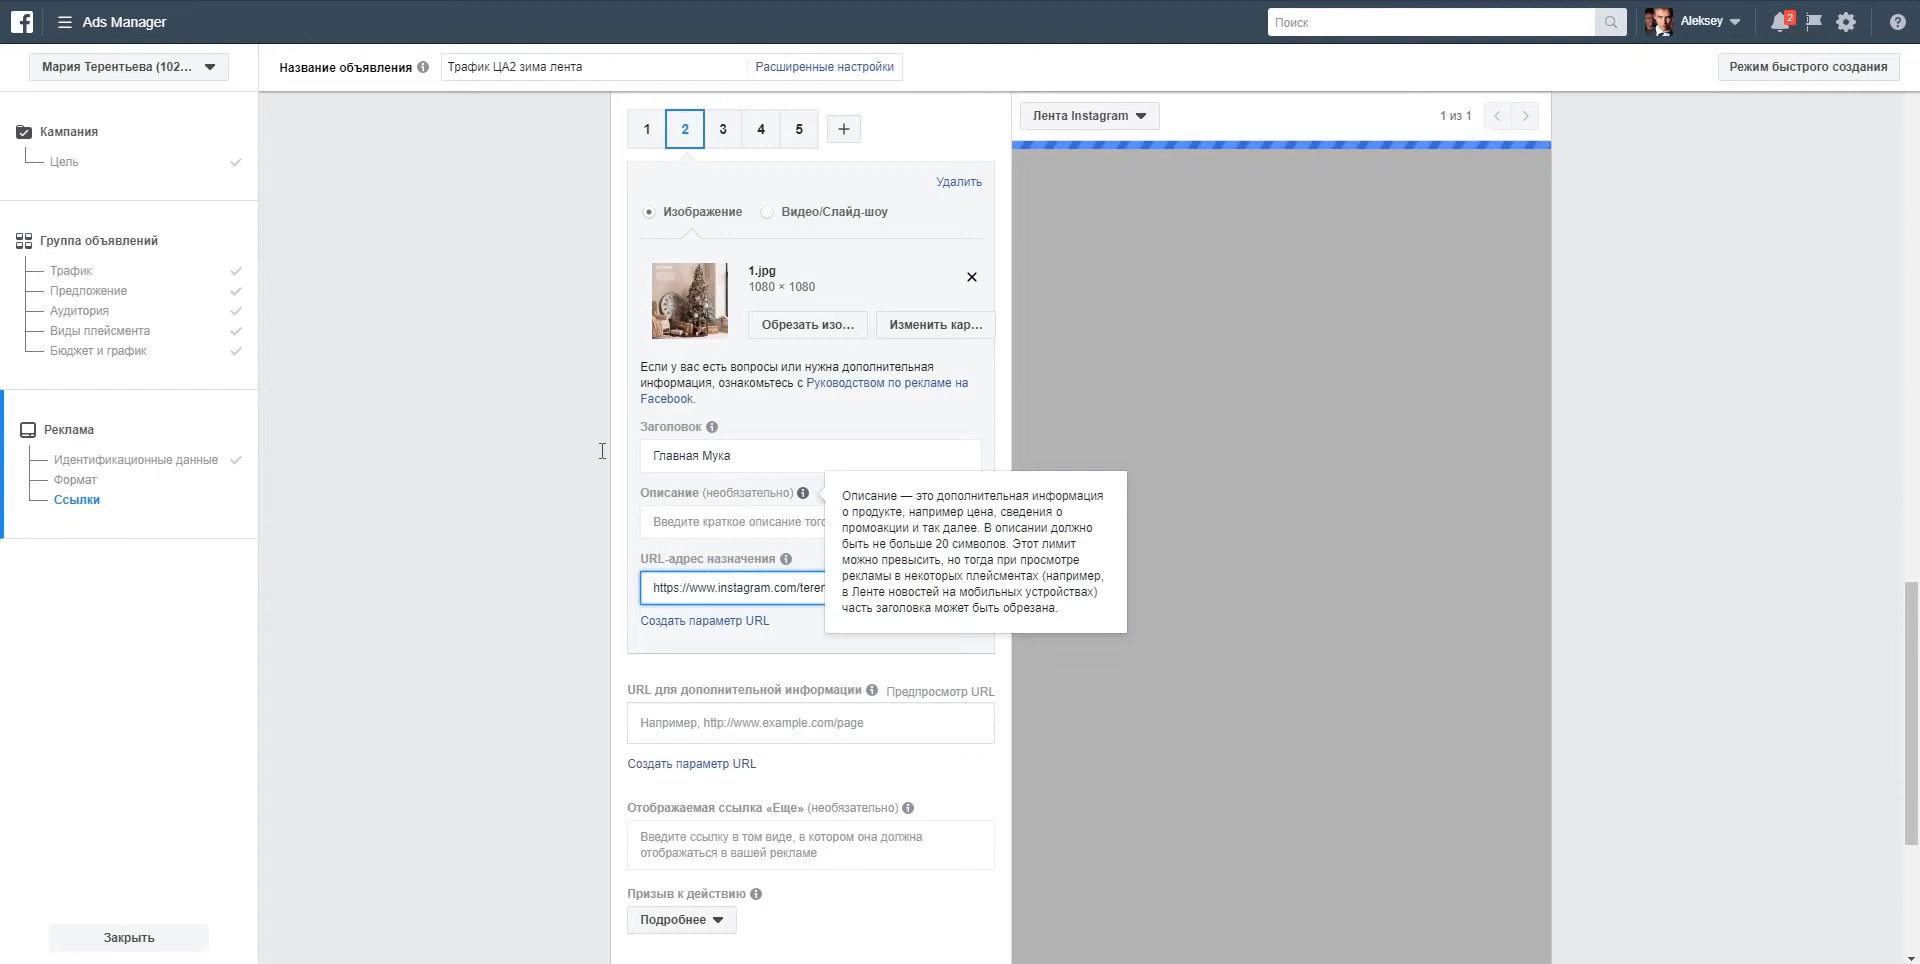 Ads Manager
Поиск
Aleksey
2
Мария Терентьева (102...
Название объявления
Трафик ЦА2 зима лента
Расширенные настройки
Режим быстрого создания
Кампания
Цель
Группа объявлений
Трафик
Предложение
Аудитория
Виды плейсмента
Бюджет и график
Реклама
Идентификационные данные
Формат
Ссылки
Закрыть
1 2 3 4 5 +
Удалить
Изображение
Видео/Слайд-шоу
1.jpg
1080 × 1080
Обрезать изо...
Изменить кар...
Если у вас есть вопросы или нужна дополнительная
информация, ознакомьтесь с Руководством по рекламе на
Facebook.
Заголовок
Главная Мука
Описание (необязательно)
Введите краткое описание того
URL-адрес назначения
https://www.instagram.com/teren
Создать параметр URL
Описание — это дополнительная информация
о продукте, например цена, сведения о
промоакции и так далее. В описании должно
быть не больше 20 символов. Этот лимит
можно превысить, но тогда при просмотре
рекламы в некоторых плейсментах (например,
в Ленте новостей на мобильных устройствах)
часть заголовка может быть обрезана.
URL для дополнительной информации
Предпросмотр URL
Например, http://www.example.com/page
Создать параметр URL
Отображаемая ссылка «Еще» (необязательно)
Введите ссылку в том виде, в котором она должна
отображаться в вашей рекламе
Призыв к действию
Подробнее
Лента Instagram
1 из 1